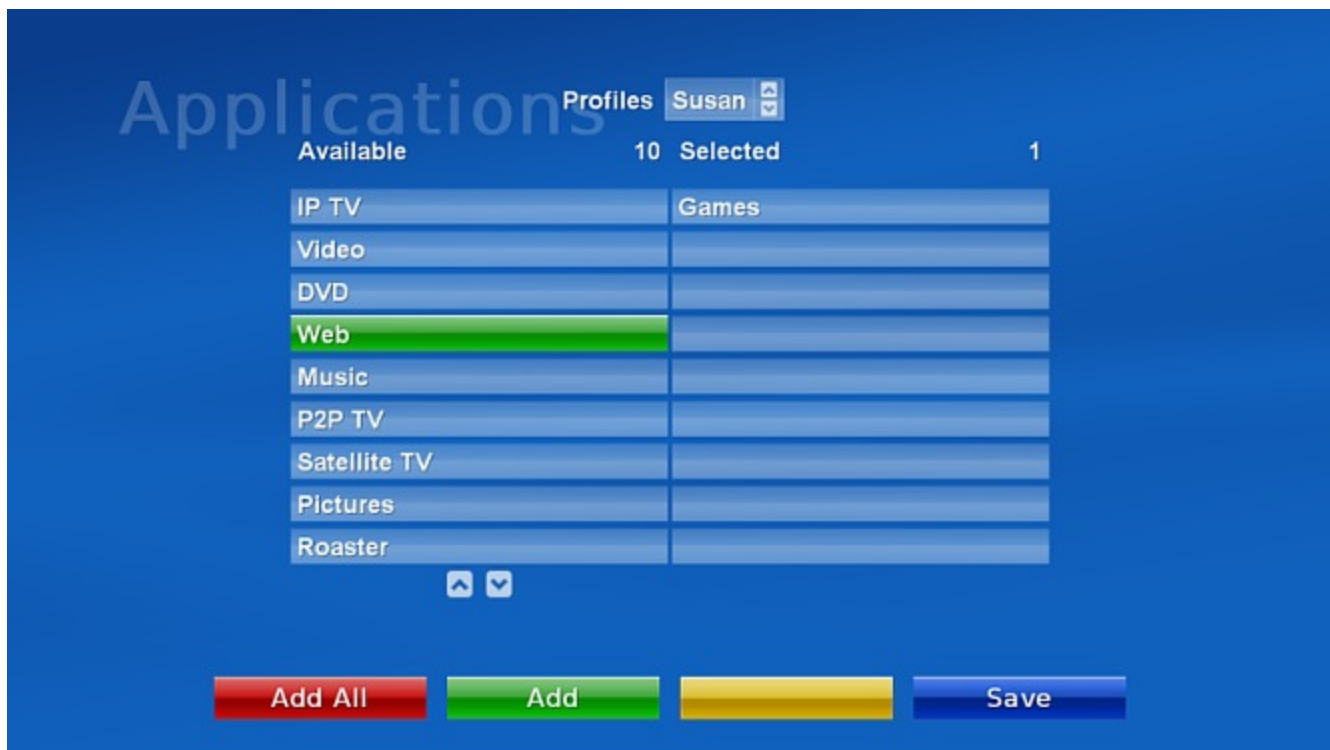 Applications
Profiles Susan
Available 10 Selected 1
IP TV Games
Video
DVD
Web
Music
P2P TV
Satellite TV
Pictures
Roaster
Add All Add Save